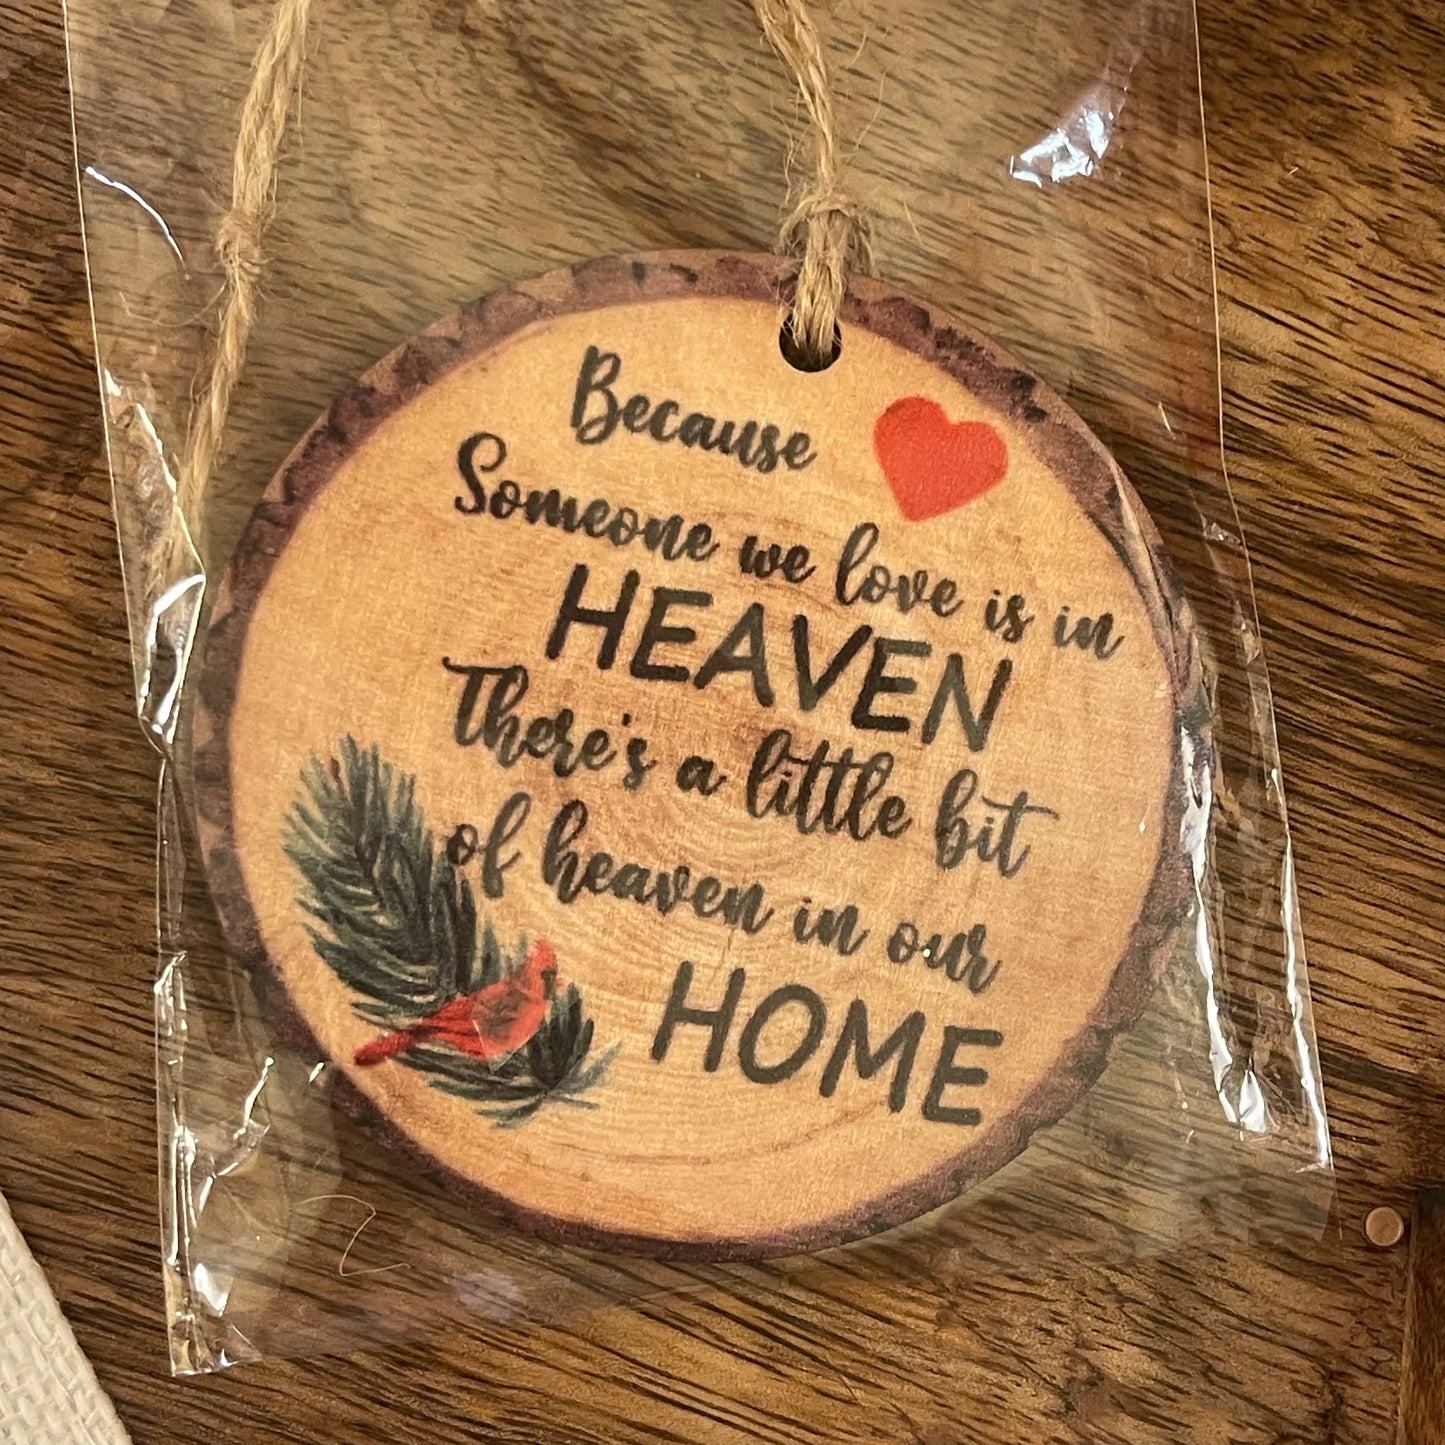 Because
Someone we love is in
HEAVEN
There's a little bit
of heaven in our
HOME